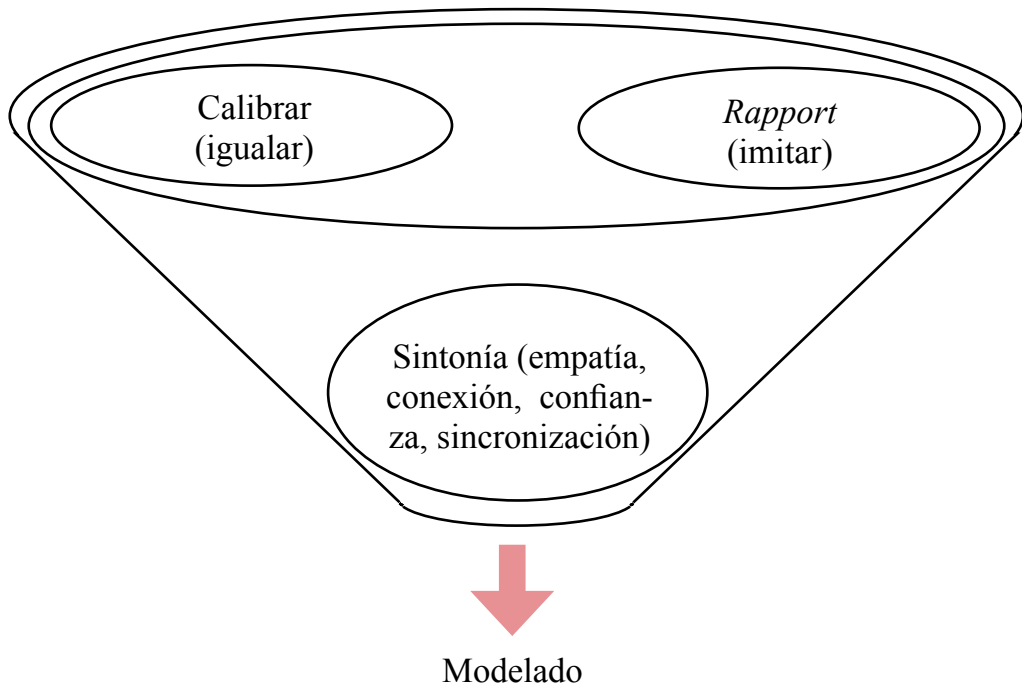 Calibrar
(igualar)
Rapport
(imitar)
Sintonía (empatía,
conexión, confian-
za, sincronización)
Modelado